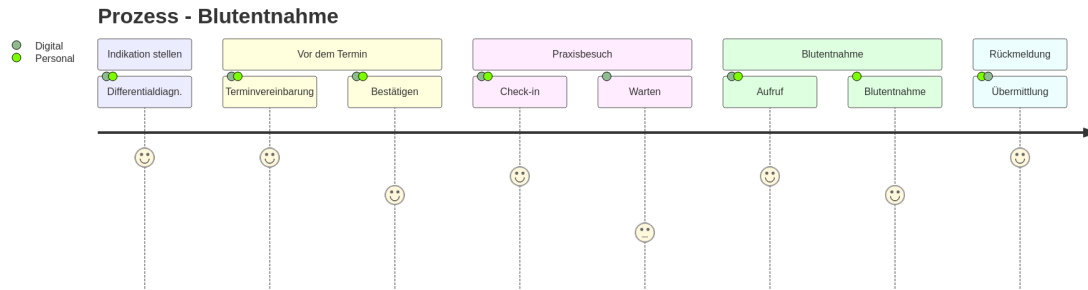 Prozess - Blutentnahme
Digital
Personal
Indikation stellen
Vor dem Termin
Praxisbesuch
Blutentnahme
Rückmeldung
Differentialdiagn.
Terminvereinbarung
Bestätigen
Check-in
Warten
Aufruf
Blutentnahme
Übermittlung